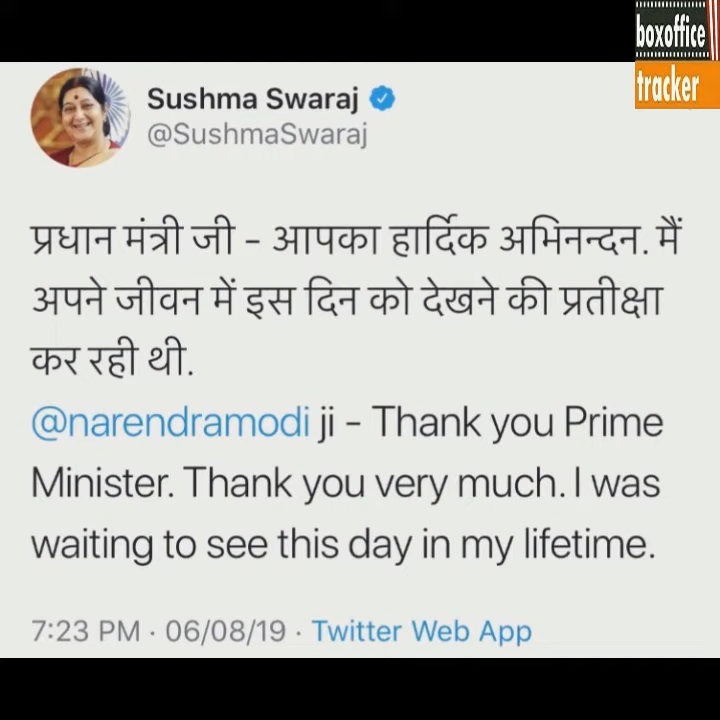 boxoffice
tracker
Sushma Swaraj
@SushmaSwaraj
प्रधान मंत्री जी - आपका हार्दिक अभिनन्दन. मैं
अपने जीवन में इस दिन को देखने की प्रतीक्षा
कर रही थी.
@narendramodi ji - Thank you Prime
Minister. Thank you very much. I was
waiting to see this day in my lifetime.
7:23 PM · 06/08/19 · Twitter Web App